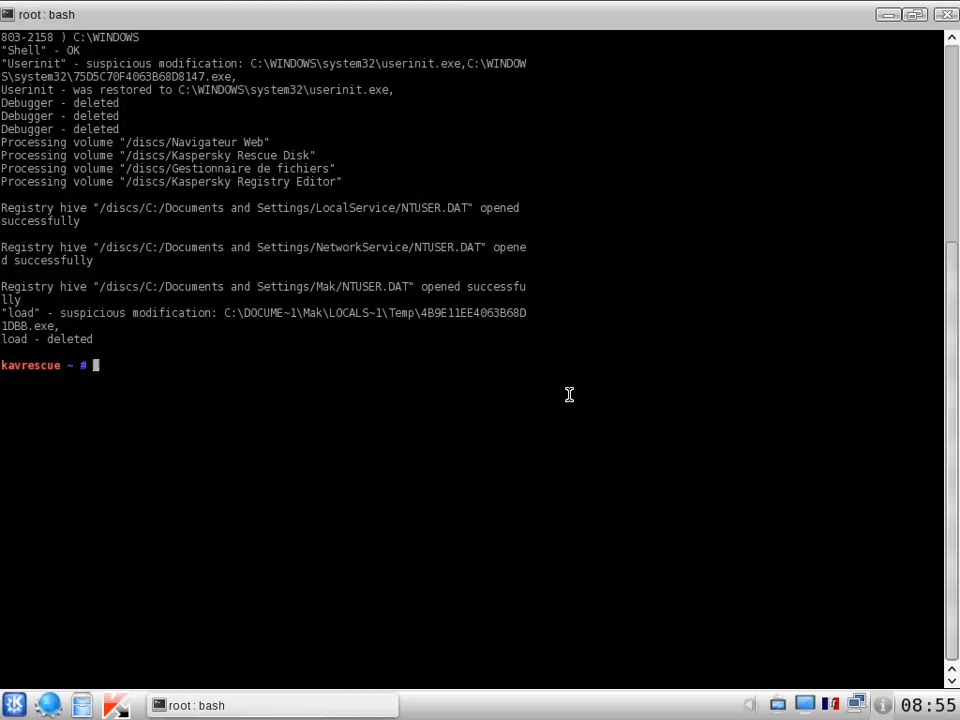 root : bash
803-2158 ) C:\WINDOWS
"Shell" - OK
"Userinit" - suspicious modification: C:\WINDOWS\system32\userinit.exe,C:\WINDOW
S\system32\75D5C70F4063B68D8147.exe,
Userinit - was restored to C:\WINDOWS\system32\userinit.exe,
Debugger - deleted
Debugger - deleted
Debugger - deleted
Processing volume "/discs/Navigateur Web"
Processing volume "/discs/Kaspersky Rescue Disk"
Processing volume "/discs/Gestionnaire de fichiers"
Processing volume "/discs/Kaspersky Registry Editor"
Registry hive "/discs/C:/Documents and Settings/LocalService/NTUSER.DAT" opened
successfully
Registry hive "/discs/C:/Documents and Settings/NetworkService/NTUSER.DAT" opene
d successfully
Registry hive "/discs/C:/Documents and Settings/Mak/NTUSER.DAT" opened successfu
lly
"load" - suspicious modification: C:\DOCUME~1\Mak\LOCALS~1\Temp\4B9E11EE4063B68D
1DBB.exe,
load - deleted
kavrescue ~ #
root : bash
08:55